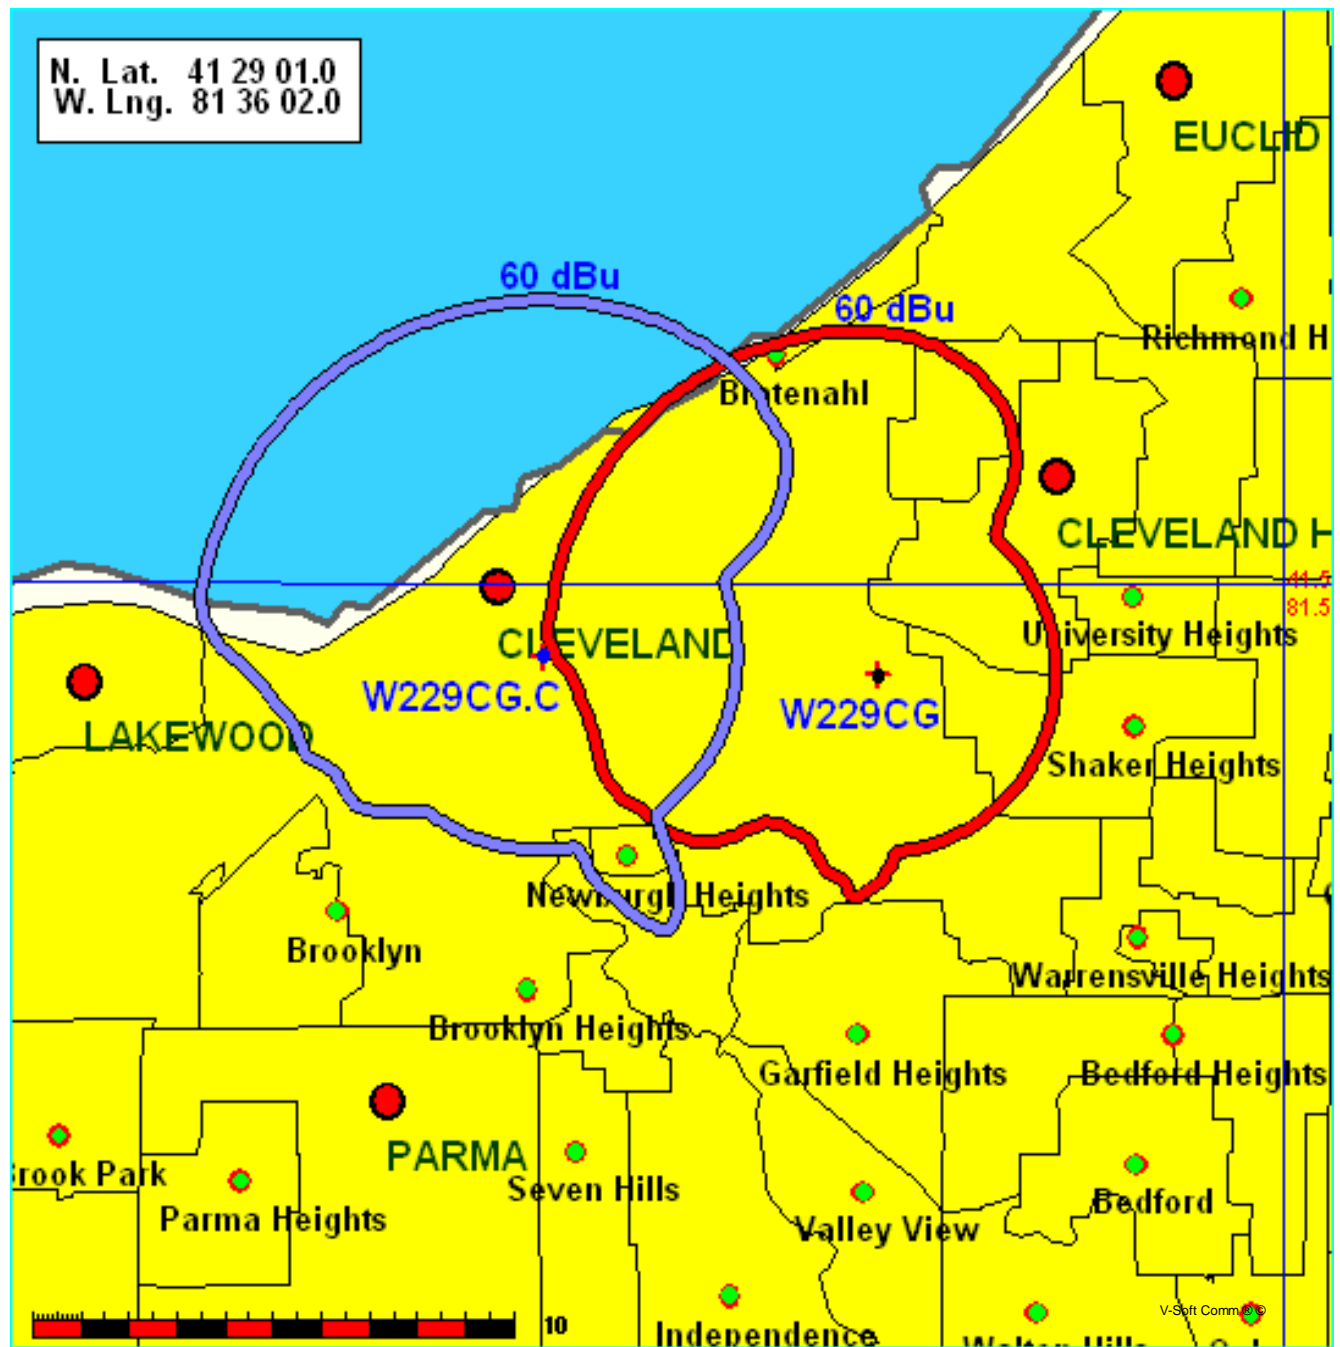 N. Lat. 41 29 01.0
W. Lng. 81 36 02.0
EUCLID
60 dBu
60 dBu
Richmond H
Bratenahl
CLEVELAND H
41.5
81.5
University Heights
CLEVELAND
W229CG.C
W229CG
LAKEWOOD
Shaker Heights
Newburgh Heights
Brooklyn
Warrensville Heights
Brooklyn Heights
Garfield Heights
Bedford Heights
PARMA
Brook Park
Seven Hills
Parma Heights
Bedford
Valley View
V-Soft Comm.® ©
10
Independence
Walton Hills